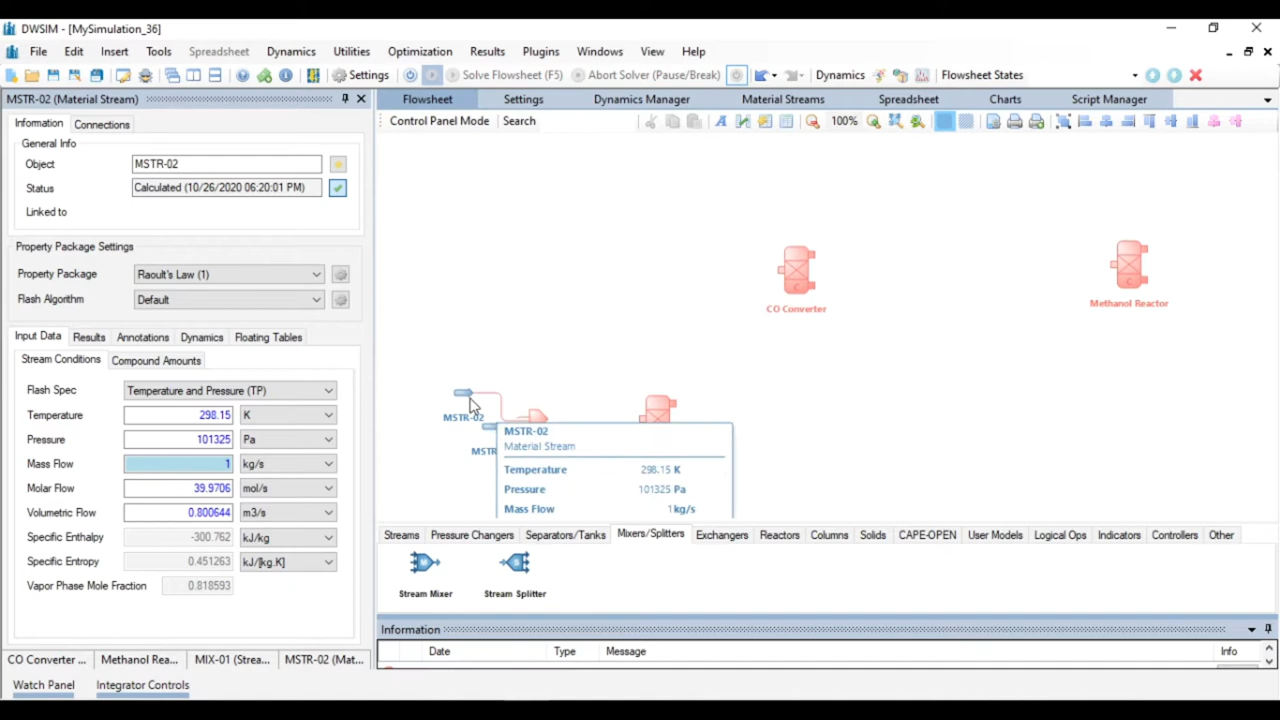 DWSIM - [MySimulation_36]
File Edit Insert Tools Spreadsheet Dynamics Utilities Optimization Results Plugins Windows View Help
Settings Solve Flowsheet (F5) Abort Solver (Pause/Break) Dynamics Flowsheet States
MSTR-02 (Material Stream)
Flowsheet Settings Dynamics Manager Material Streams Spreadsheet Charts Script Manager
Control Panel Mode Search 100%
Information Connections
General Info
Object MSTR-02
Status Calculated (10/26/2020 06:20:01 PM)
Linked to
Property Package Settings
Property Package Raoult's Law (1)
Flash Algorithm Default
Input Data Results Annotations Dynamics Floating Tables
Stream Conditions Compound Amounts
Flash Spec Temperature and Pressure (TP)
Temperature 298.15 K
Pressure 101325 Pa
Mass Flow 1 kg/s
Molar Flow 39.9706 mol/s
Volumetric Flow 0.800644 m3/s
Specific Enthalpy -300.762 kJ/kg
Specific Entropy 0.451263 kJ/[kg.K]
Vapor Phase Mole Fraction 0.818593
CO Converter ... Methanol Rea... MIX-01 (Strea... MSTR-02 (Mat...
Watch Panel Integrator Controls
CO Converter
Methanol Reactor
MSTR-02
MSTR
MSTR-02
Material Stream
Temperature 298.15 K
Pressure 101325 Pa
Mass Flow 1 kg/s
Streams Pressure Changers Separators/Tanks Mixers/Splitters Exchangers Reactors Columns Solids CAPE-OPEN User Models Logical Ops Indicators Controllers Other
Stream Mixer Stream Splitter
Information
Date Type Message Info